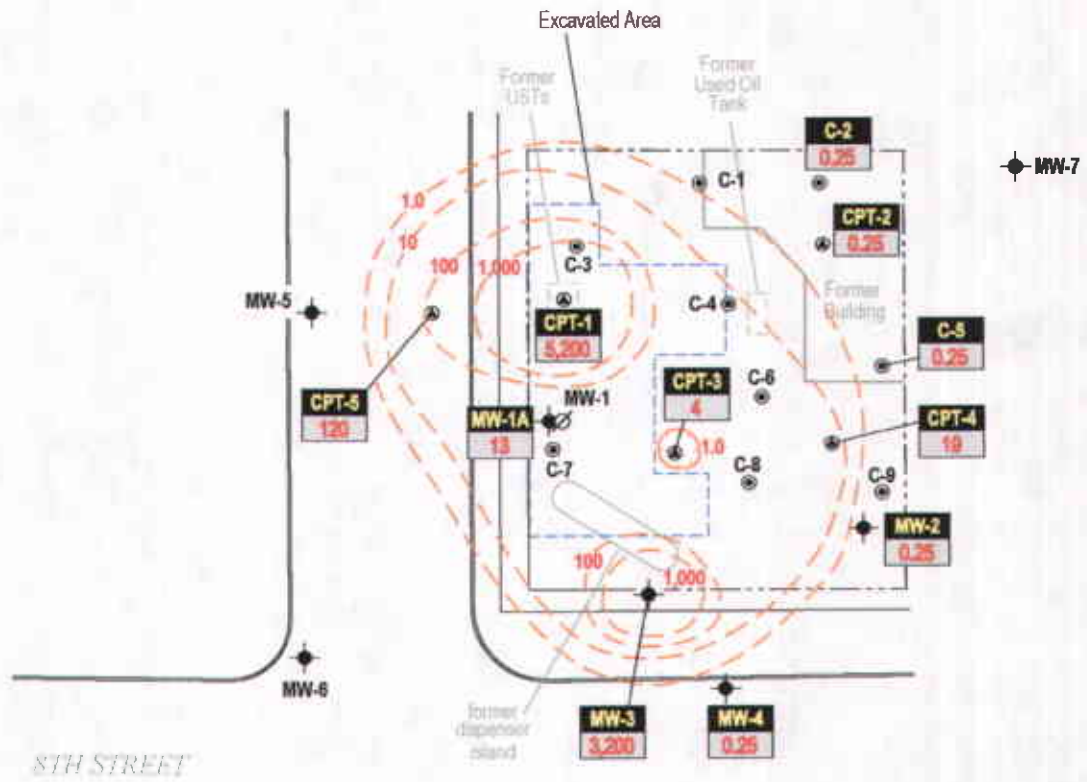 Excavated Area
Former
USTs
Former
Used Oil
Tank
C-2
0.25
MW-7
C-1
1.0
CPT-2
0.25
10
100
1,000
C-3
MW-5
C-4
Former
Building
CPT-1
5,200
C-5
0.25
CPT-3
4
C-6
CPT-5
120
MW-1
MW-1A
13
CPT-4
19
1.0
C-7
C-8
C-9
MW-2
0.25
100
1,000
MW-6
former
dispenser
island
MW-3
3,200
MW-4
0.25
8TH STREET